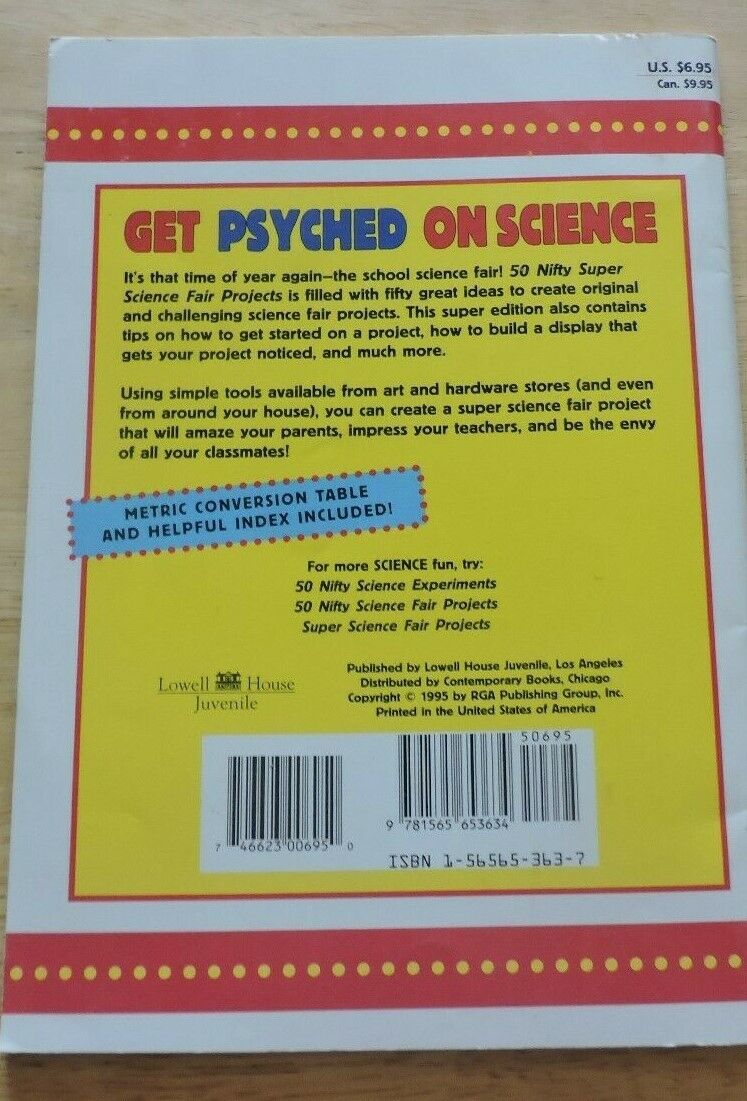 U.S. $6.95
Can. $9.95
GET PSYCHED ON SCIENCE
It's that time of year again—the school science fair! 50 Nifty Super
Science Fair Projects is filled with fifty great ideas to create original
and challenging science fair projects. This super edition also contains
tips on how to get started on a project, how to build a display that
gets your project noticed, and much more.
Using simple tools available from art and hardware stores (and even
from around your house), you can create a super science fair project
that will amaze your parents, impress your teachers, and be the envy
of all your classmates!
METRIC CONVERSION TABLE
AND HELPFUL INDEX INCLUDED!
For more SCIENCE fun, try:
50 Nifty Science Experiments
50 Nifty Science Fair Projects
Super Science Fair Projects
Lowell House
Juvenile
Published by Lowell House Juvenile, Los Angeles
Distributed by Contemporary Books, Chicago
Copyright © 1995 by RGA Publishing Group, Inc.
Printed in the United States of America
50695
7 46623 00695 0
9 781565 653634
ISBN 1-56565-363-7